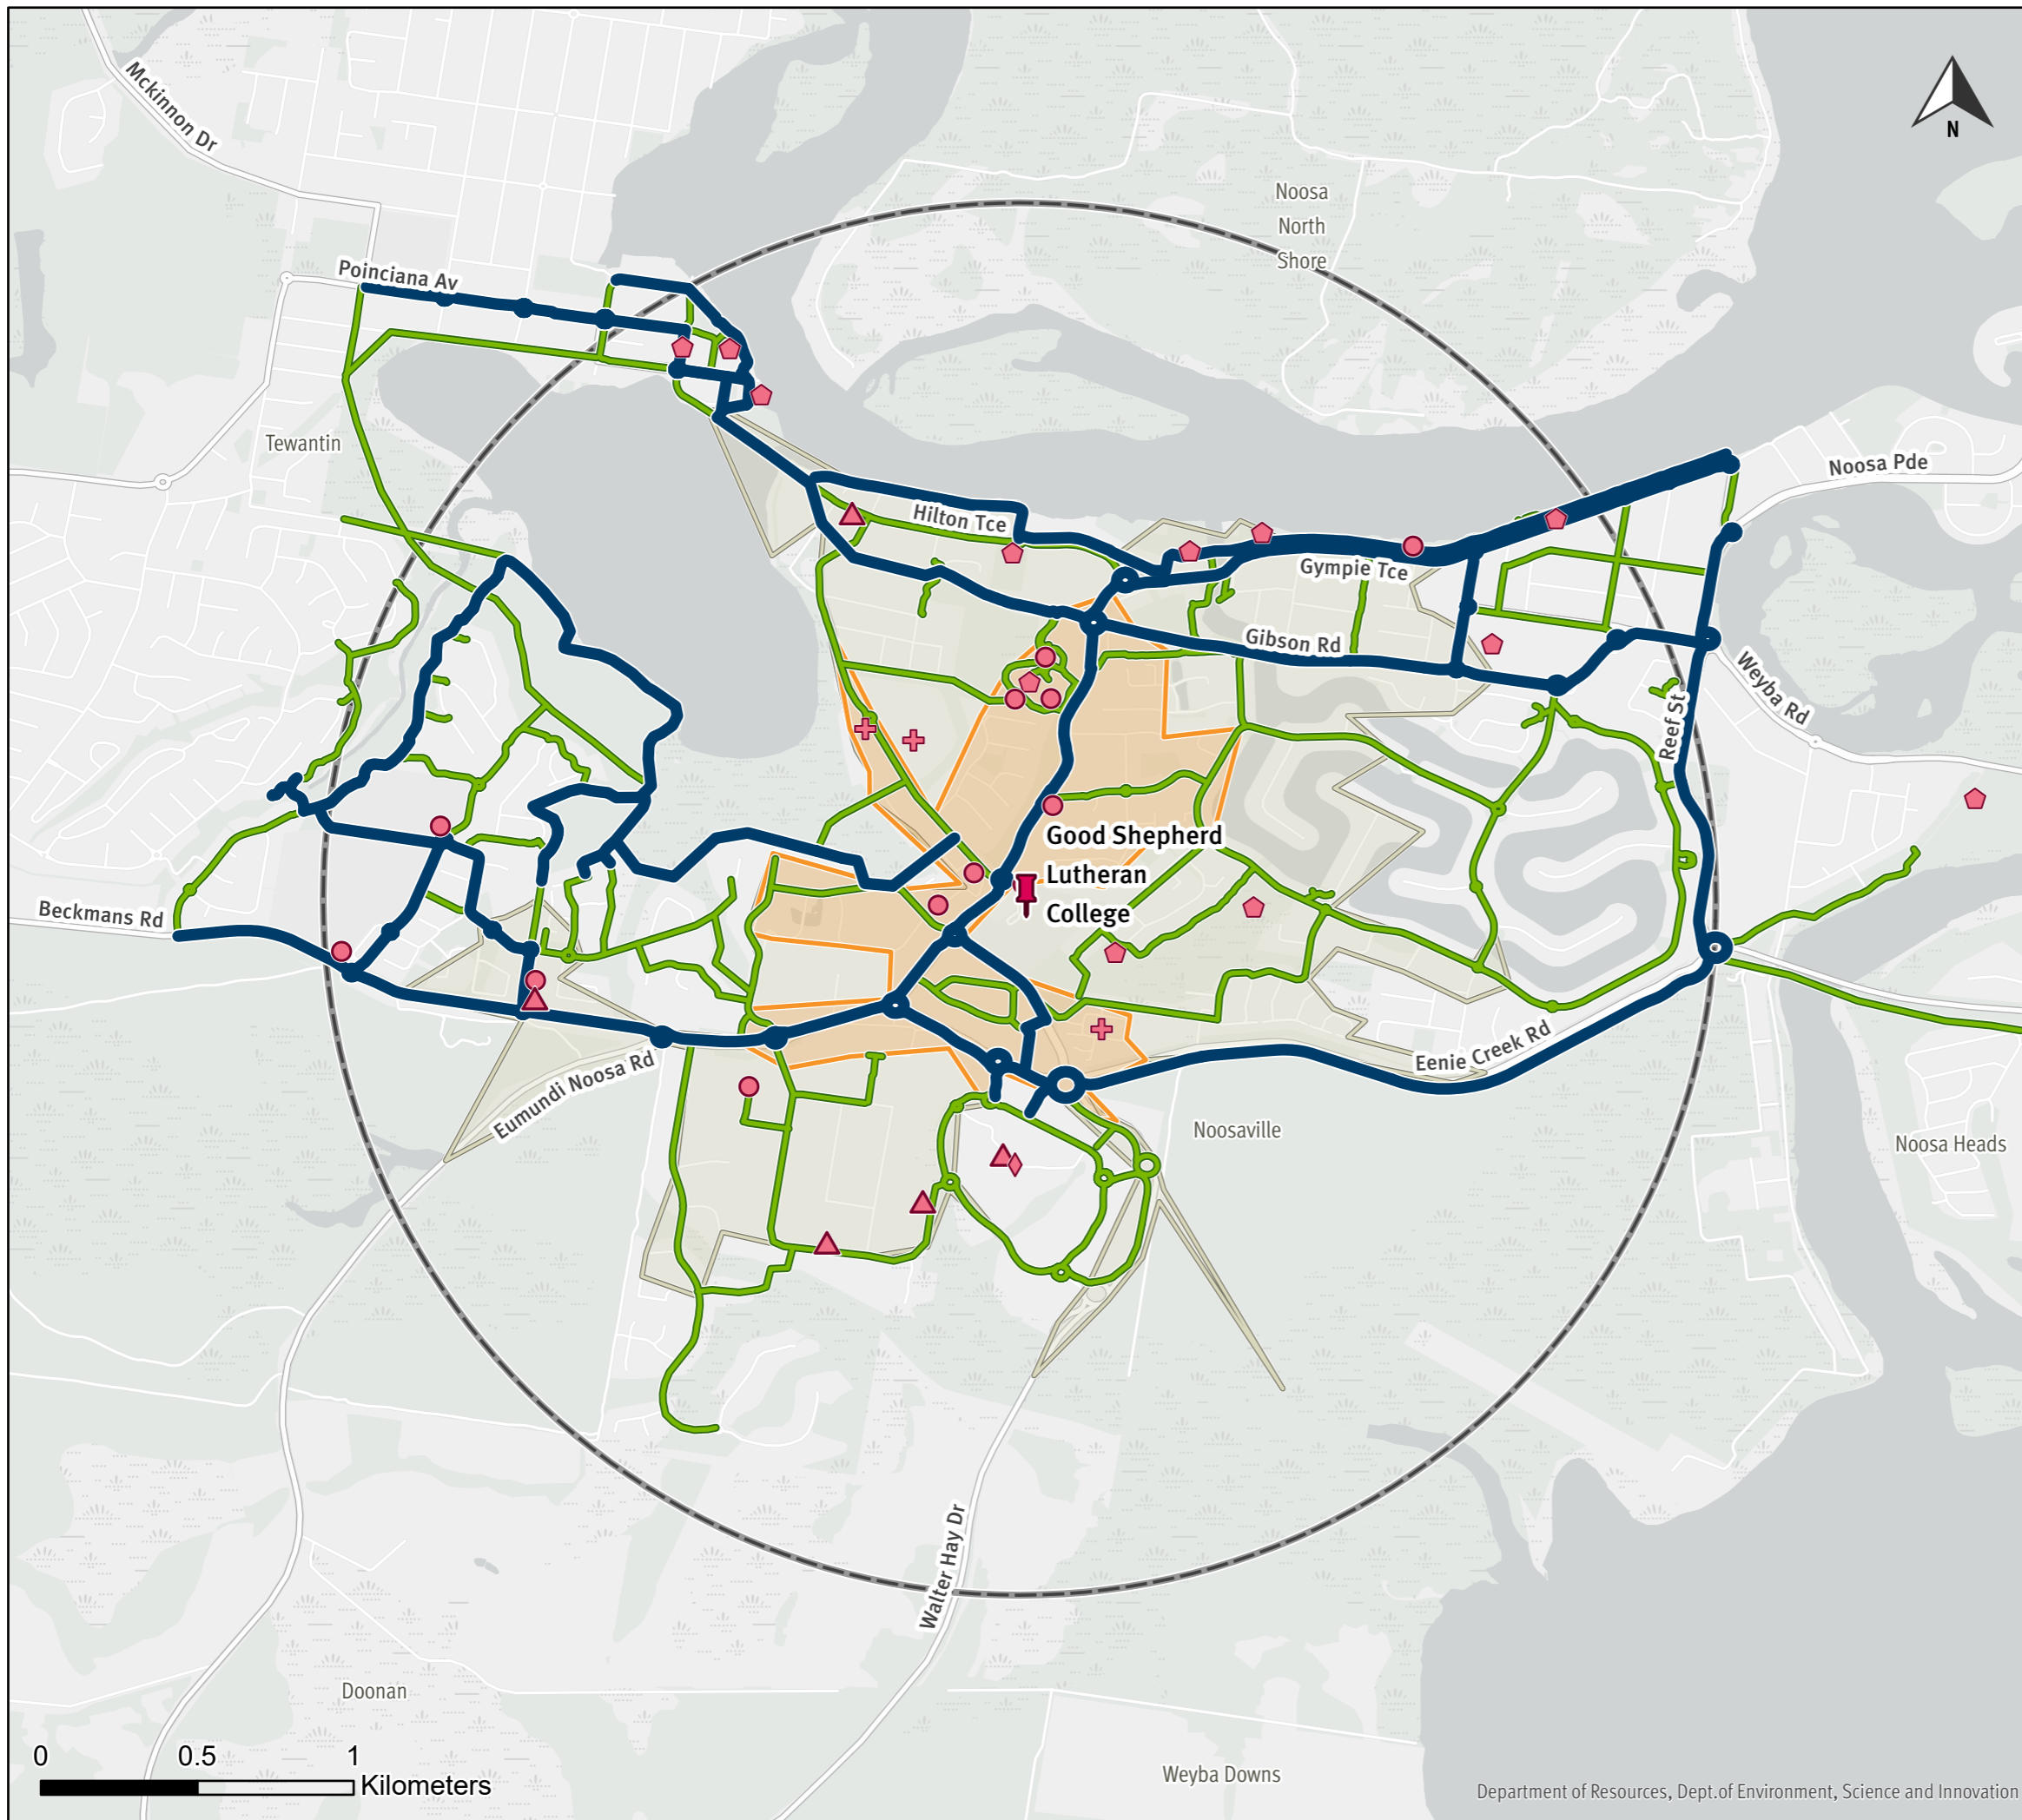 Mckinnon Dr
N
Noosa
North
Shore
Poinciana Av
Tewantin
Noosa Pde
Hilton Tce
Gympie Tce
Gibson Rd
Weyba Rd
Reef St
Good Shepherd
Lutheran
College
Beckmans Rd
Eenie Creek Rd
Eumundi Noosa Rd
Noosaville
Noosa Heads
Walter Hay Dr
Doonan
0 0.5 1
Kilometers
Weyba Downs
Department of Resources, Dept.of Environment, Science and Innovation